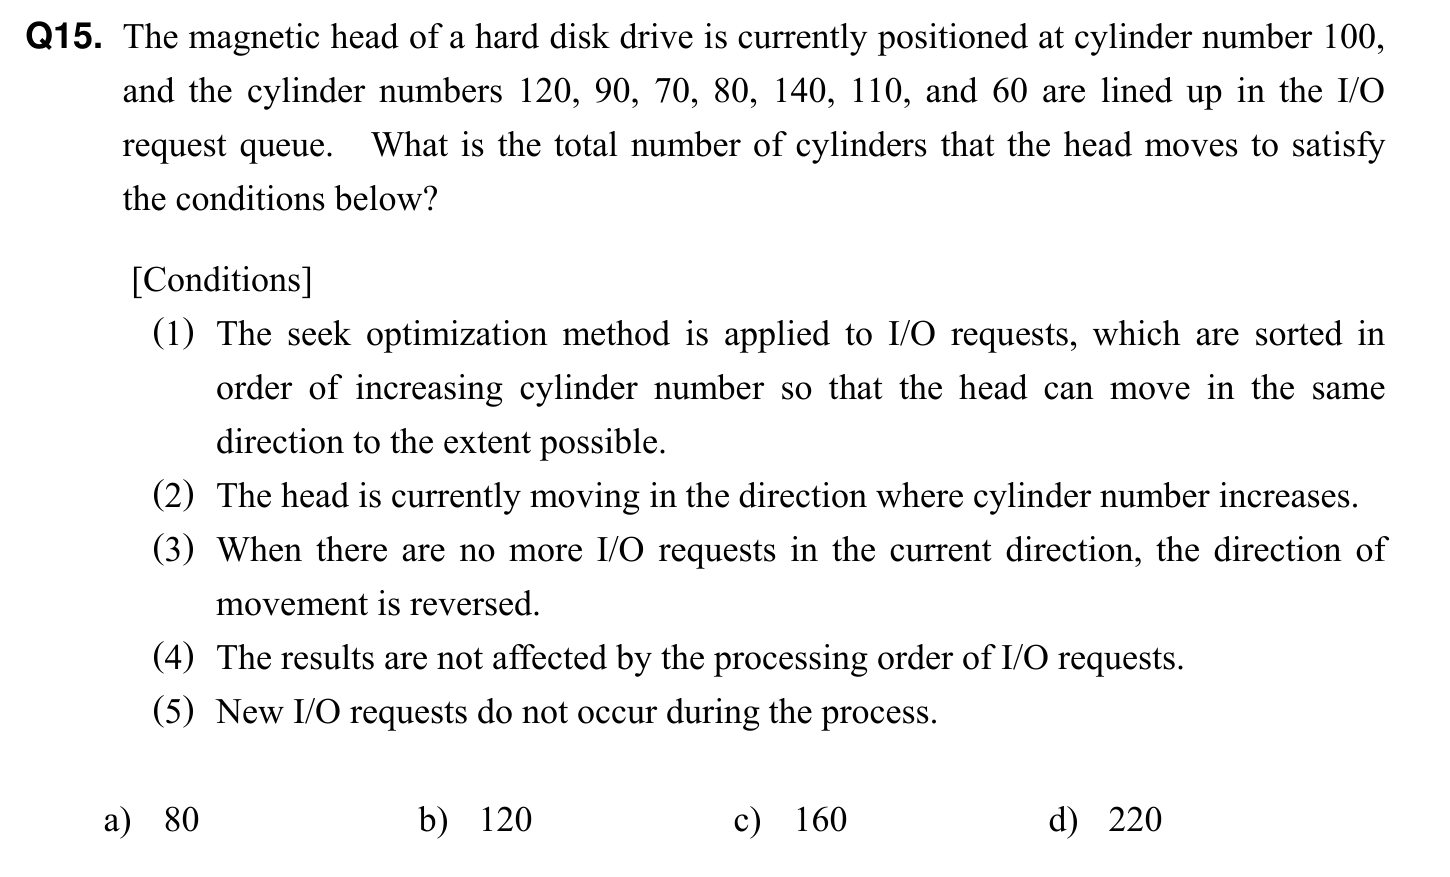 Q15. The magnetic head of a hard disk drive is currently positioned at cylinder number 100,
and the cylinder numbers 120, 90, 70, 80, 140, 110, and 60 are lined up in the I/O
request queue. What is the total number of cylinders that the head moves to satisfy
the conditions below?
[Conditions]
(1) The seek optimization method is applied to I/O requests, which are sorted in
order of increasing cylinder number so that the head can move in the same
direction to the extent possible.
(2) The head is currently moving in the direction where cylinder number increases.
(3) When there are no more I/O requests in the current direction, the direction of
movement is reversed.
(4) The results are not affected by the processing order of I/O requests.
(5) New I/O requests do not occur during the process.
a) 80 b) 120 c) 160 d) 220